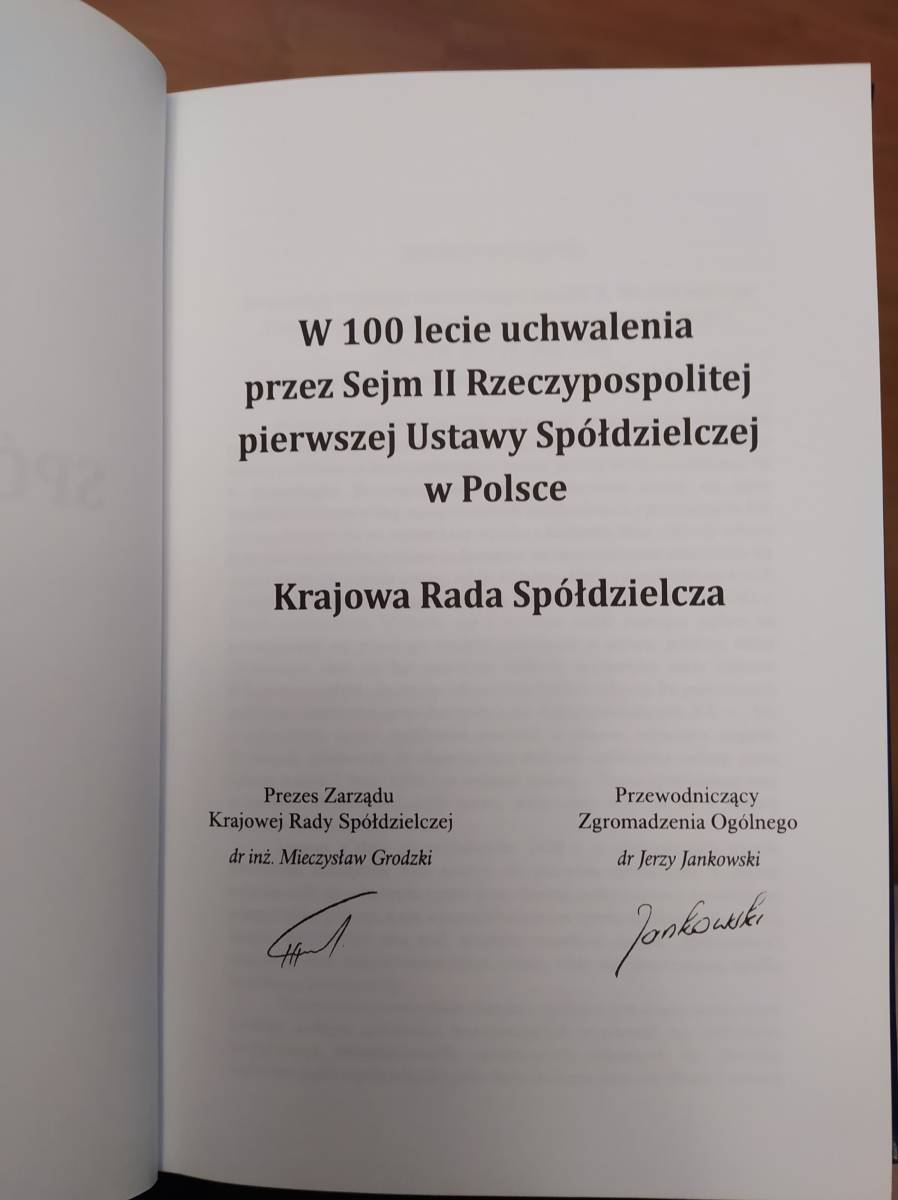 W 100 lecie uchwalenia
przez Sejm II Rzeczypospolitej
pierwszej Ustawy Spółdzielczej
w Polsce
Krajowa Rada Spółdzielcza
Prezes Zarządu
Krajowej Rady Spółdzielczej
dr inż. Mieczysław Grodzki
Przewodniczący
Zgromadzenia Ogólnego
dr Jerzy Jankowski
Jankowski